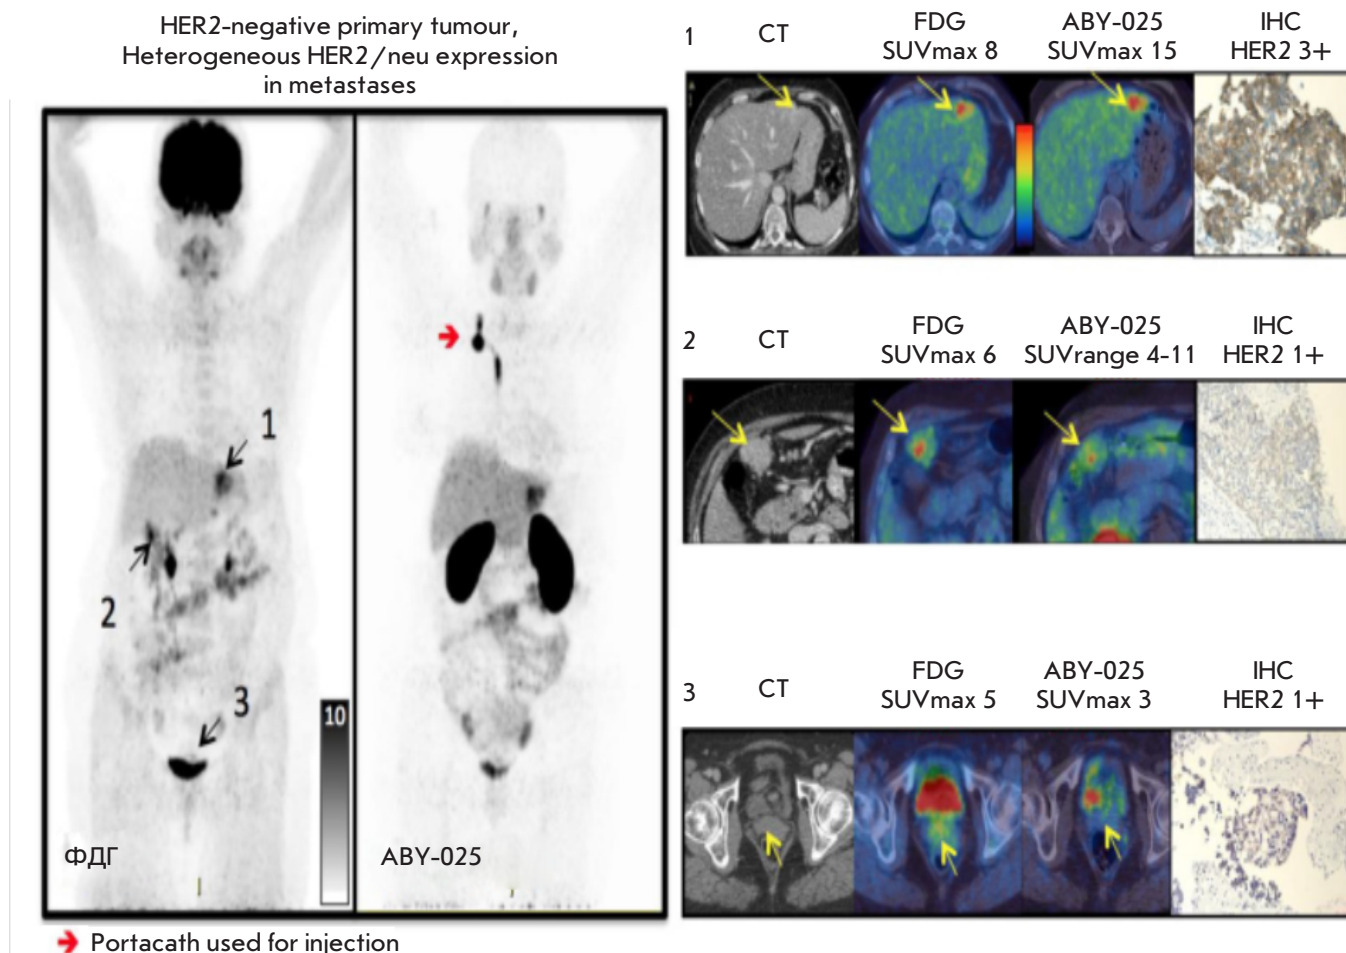 HER2-negative primary tumour,
Heterogeneous HER2/neu expression
in metastases
1
2
3
10
ФДГ
ABY-025
➔ Portacath used for injection
1
CT
FDG
SUVmax 8
ABY-025
SUVmax 15
IHC
HER2 3+
2
CT
FDG
SUVmax 6
ABY-025
SUVrange 4-11
IHC
HER2 1+
3
CT
FDG
SUVmax 5
ABY-025
SUVmax 3
IHC
HER2 1+